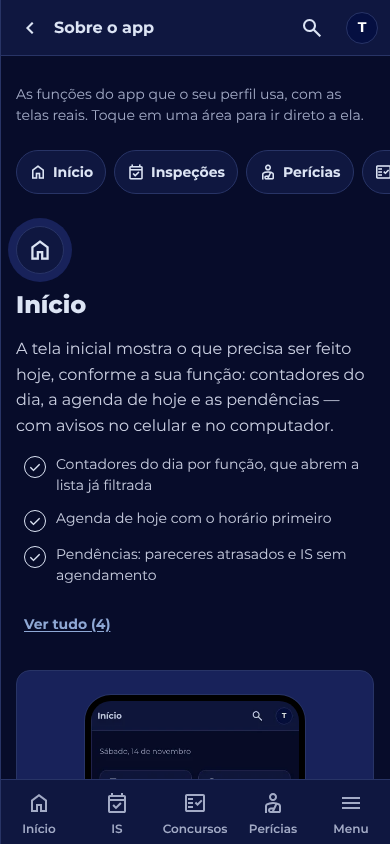 Sobre o app
T
As funções do app que o seu perfil usa, com as
telas reais. Toque em uma área para ir direto a ela.
Início
Inspeções
Perícias
Início
A tela inicial mostra o que precisa ser feito
hoje, conforme a sua função: contadores do
dia, a agenda de hoje e as pendências —
com avisos no celular e no computador.
Contadores do dia por função, que abrem a
lista já filtrada
Agenda de hoje com o horário primeiro
Pendências: pareceres atrasados e IS sem
agendamento
Ver tudo (4)
Início
T
Sábado, 14 de novembro
Início
IS
Concursos
Perícias
Menu